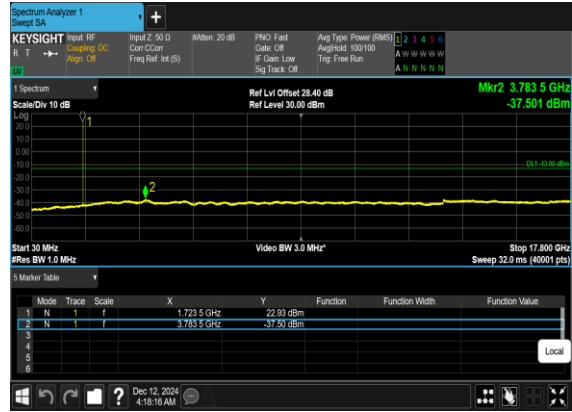 Spectrum Analyzer 1
Swept SA
+
KEYSIGHT Input: RF Input Z: 50 Ω #Atten: 20 dB PNO: Fast Avg Type: Power (RMS) 1 2 3 4 5 6
R T Coupling: DC Corr CCorr Gate: Off Avg|Hold: 100/100 A W W W W W
Align: Off Freq Ref: Int (S) IF Gain: Low Trig: Free Run
Sig Track: Off A N N N N N
1 Spectrum Ref Lvl Offset 28.40 dB Mkr2 3.783 5 GHz
Scale/Div 10 dB Ref Level 30.00 dBm -37.501 dBm
Log
20.0
10.0
0.00
-10.0
-20.0
-30.0
-40.0
-50.0
-60.0
1
2
DL1 -13.00 dBm
Start 30 MHz Video BW 3.0 MHz* Stop 17.800 GHz
#Res BW 1.0 MHz Sweep 32.0 ms (40001 pts)
5 Marker Table
Mode Trace Scale X Y Function Function Width Function Value
1 N 1 f 1.723 5 GHz 22.93 dBm
2 N 1 f 3.783 5 GHz -37.50 dBm
3
4
5
6
Local
? Dec 12, 2024
4:18:16 AM